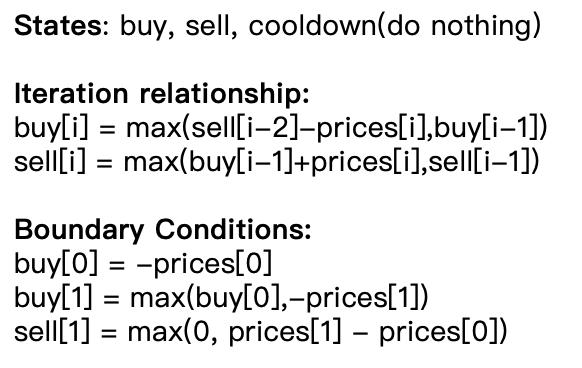 States: buy, sell, cooldown(do nothing)
Iteration relationship:
buy[i] = max(sell[i-2]-prices[i],buy[i-1])
sell[i] = max(buy[i-1]+prices[i],sell[i-1])
Boundary Conditions:
buy[0] = -prices[0]
buy[1] = max(buy[0],-prices[1])
sell[1] = max(0, prices[1] - prices[0])